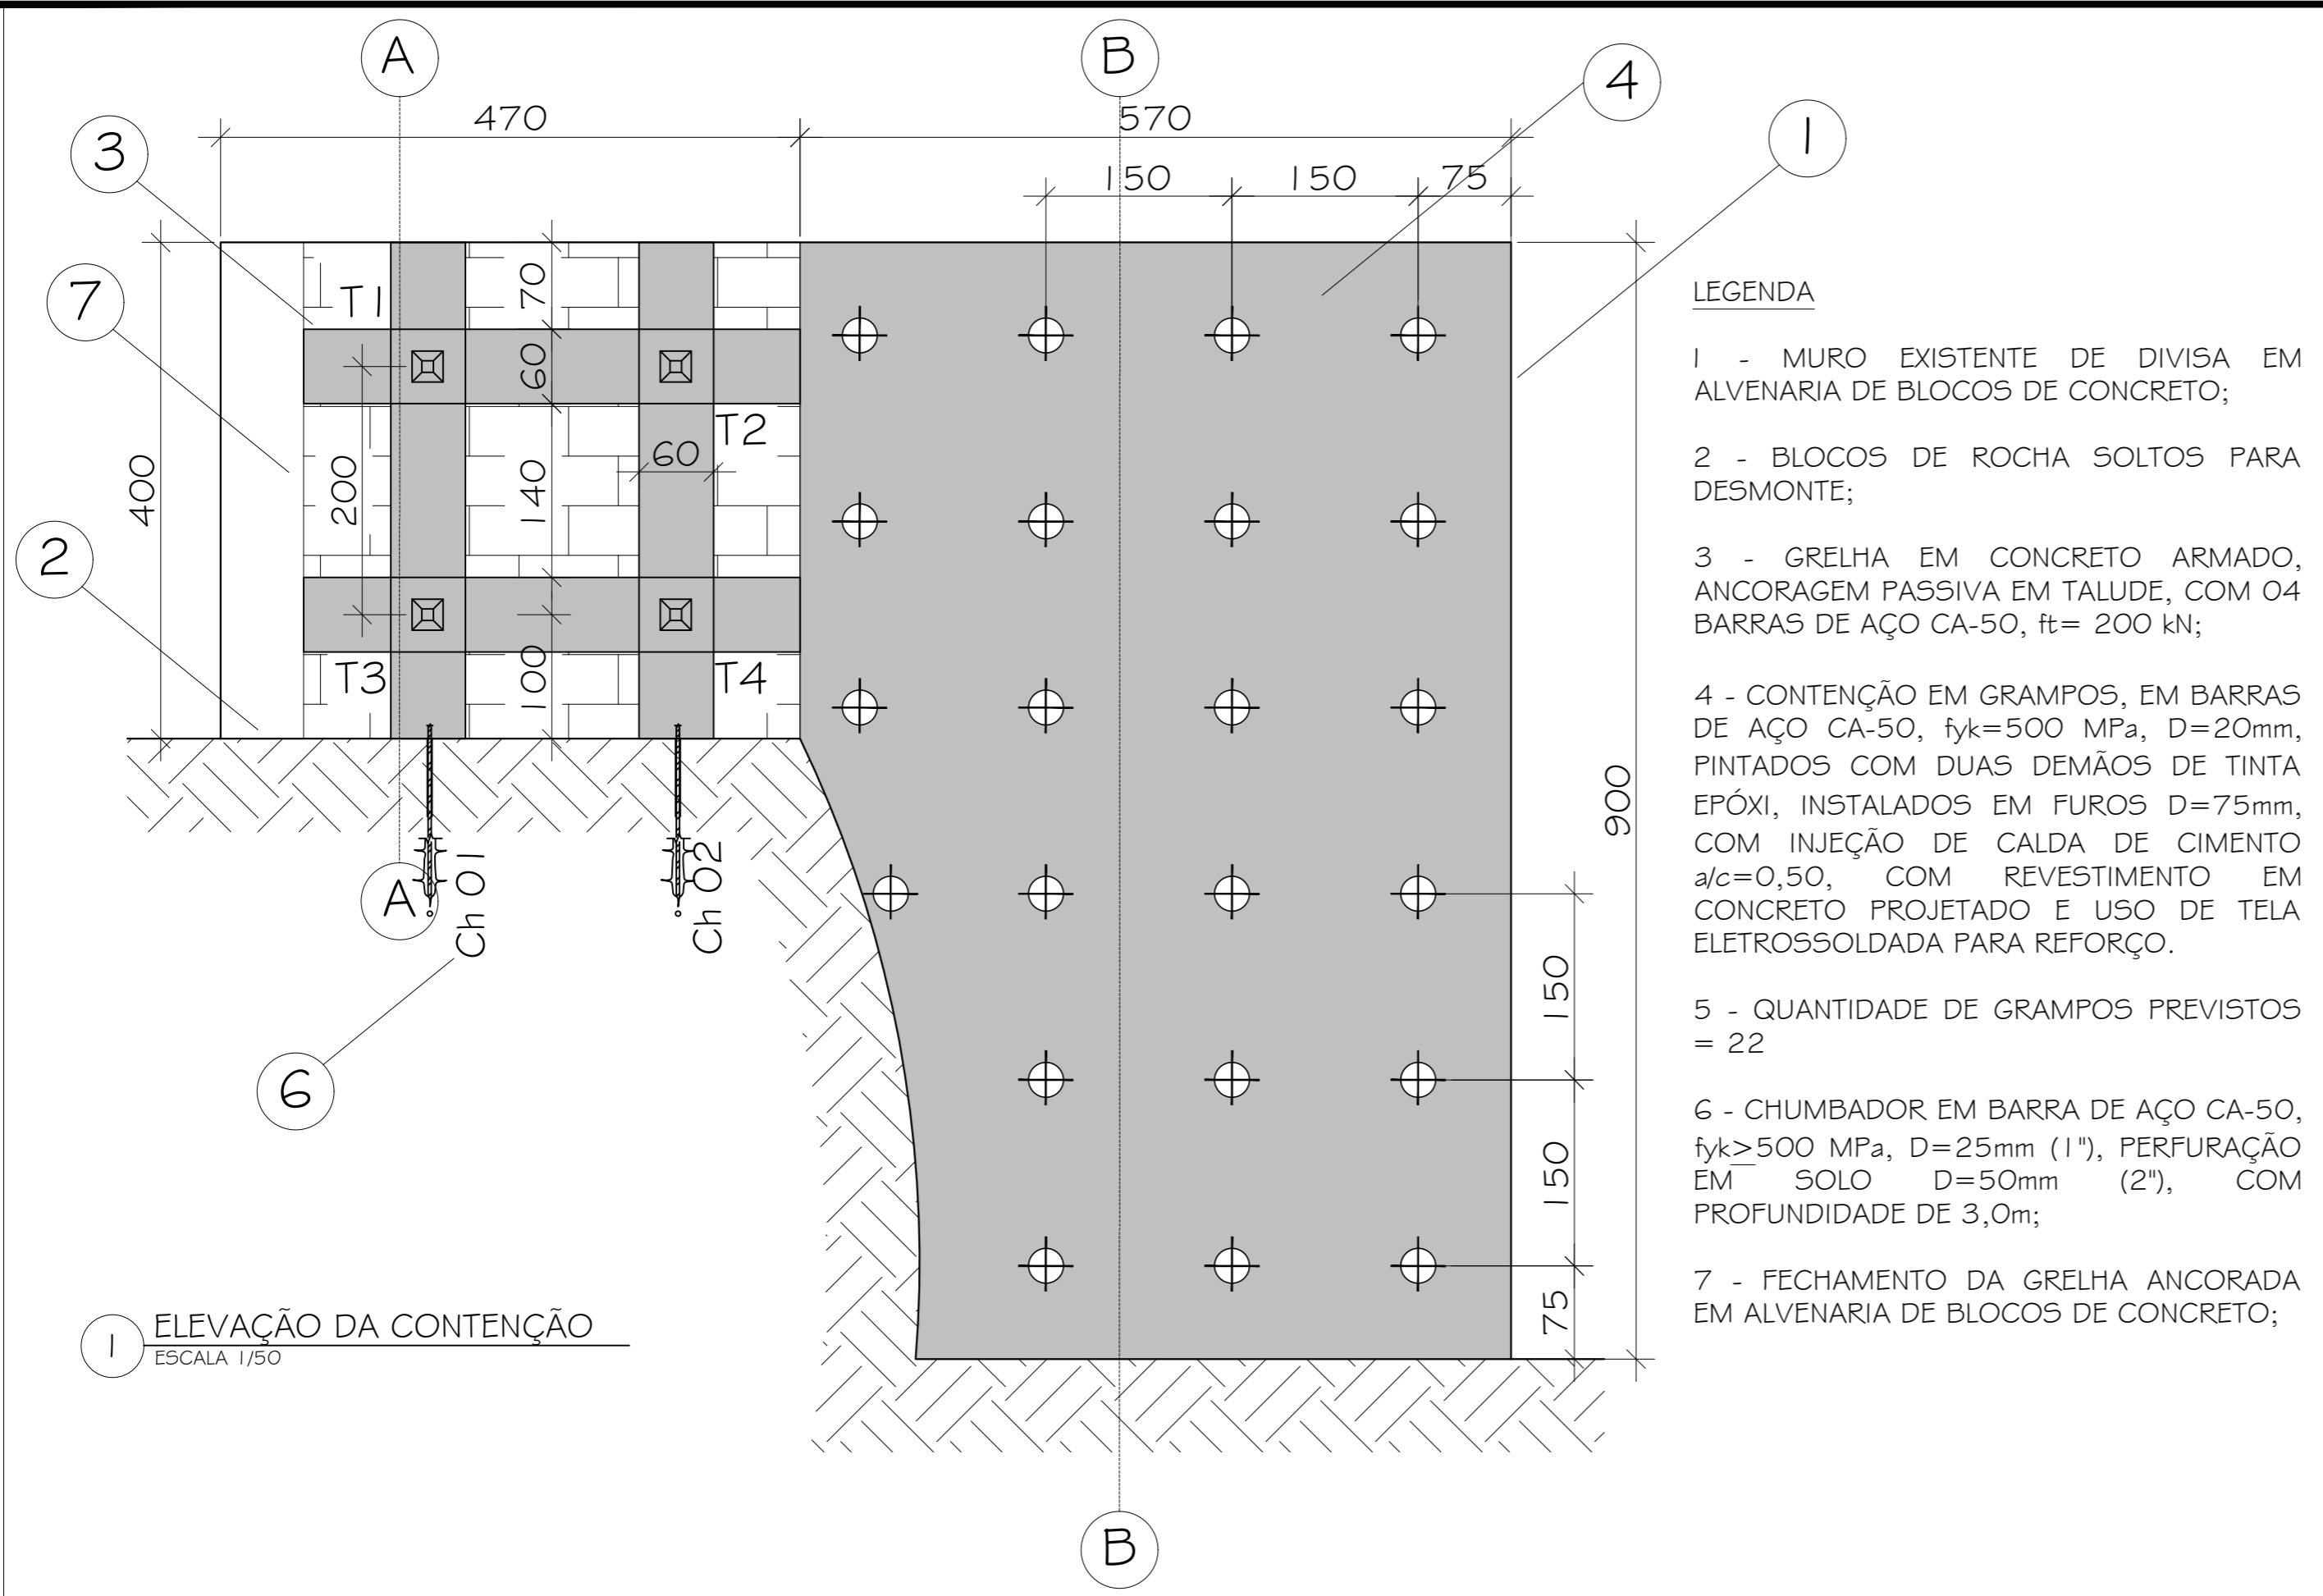 A
B
4
470
570
1
3
150
150
75
7
T1
70
60
T2
60
400
200
140
2
T3
100
T4
900
A
Ch 01
Ch 02
6
150
150
75
B
1
ELEVAÇÃO DA CONTENÇÃO
ESCALA 1/50
LEGENDA
1 - MURO EXISTENTE DE DIVISA EM
ALVENARIA DE BLOCOS DE CONCRETO;
2 - BLOCOS DE ROCHA SOLTOS PARA
DESMONTE;
3 - GRELHA EM CONCRETO ARMADO,
ANCORAGEM PASSIVA EM TALUDE, COM 04
BARRAS DE AÇO CA-50, ft= 200 kN;
4 - CONTENÇÃO EM GRAMPOS, EM BARRAS
DE AÇO CA-50, fyk=500 MPa, D=20mm,
PINTADOS COM DUAS DEMÃOS DE TINTA
EPÓXI, INSTALADOS EM FUROS D=75mm,
COM INJEÇÃO DE CALDA DE CIMENTO
a/c=0,50, COM REVESTIMENTO EM
CONCRETO PROJETADO E USO DE TELA
ELETROSSOLDADA PARA REFORÇO.
5 - QUANTIDADE DE GRAMPOS PREVISTOS
= 22
6 - CHUMBADOR EM BARRA DE AÇO CA-50,
fyk>500 MPa, D=25mm (1"), PERFURAÇÃO
EM SOLO D=50mm (2"), COM
PROFUNDIDADE DE 3,0m;
7 - FECHAMENTO DA GRELHA ANCORADA
EM ALVENARIA DE BLOCOS DE CONCRETO;